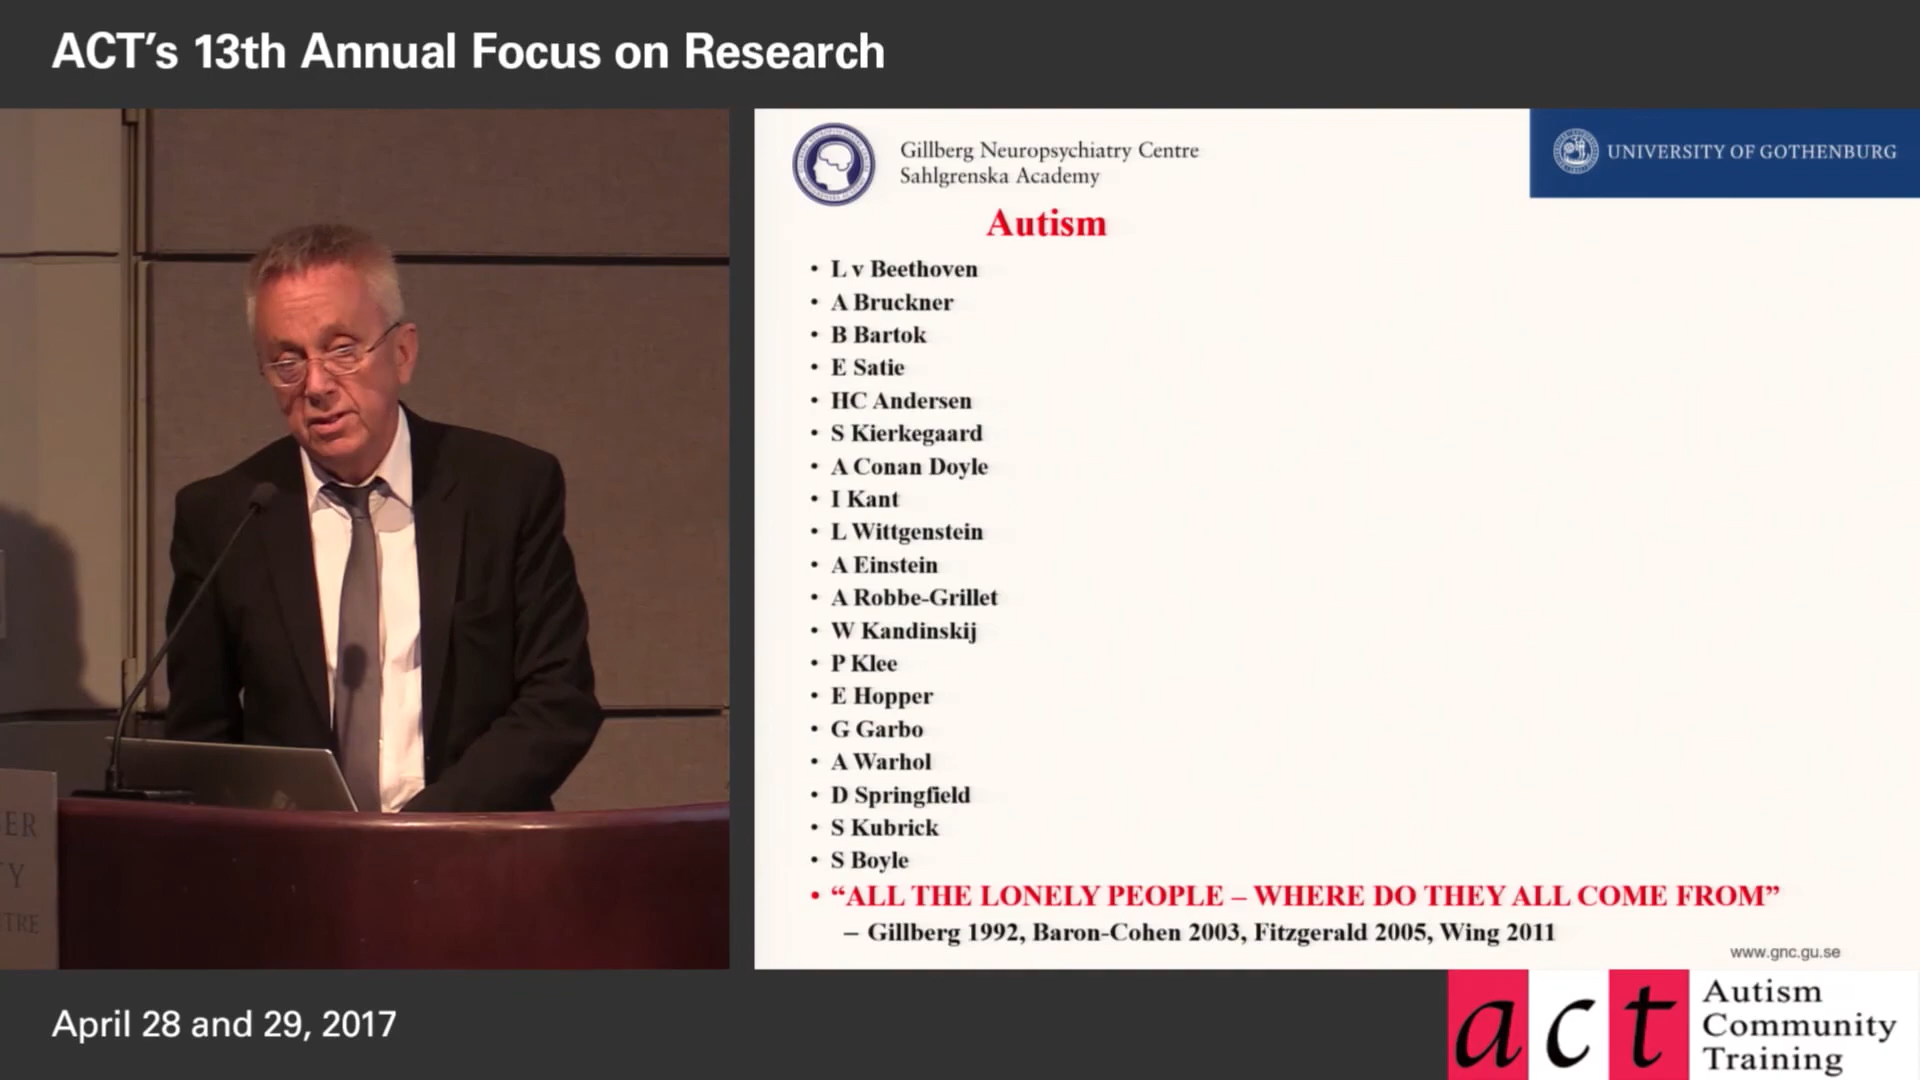 ACT's 13th Annual Focus on Research
Gillberg Neuropsychiatry Centre
Sahlgrenska Academy
UNIVERSITY OF GOTHENBURG
Autism
• L v Beethoven
• A Bruckner
• B Bartok
• E Satie
• HC Andersen
• S Kierkegaard
• A Conan Doyle
• I Kant
• L Wittgenstein
• A Einstein
• A Robbe-Grillet
• W Kandinskij
• P Klee
• E Hopper
• G Garbo
• A Warhol
• D Springfield
• S Kubrick
• S Boyle
• “ALL THE LONELY PEOPLE – WHERE DO THEY ALL COME FROM”
– Gillberg 1992, Baron-Cohen 2003, Fitzgerald 2005, Wing 2011
www.gnc.gu.se
ER
Y
TRE
April 28 and 29, 2017
act
Autism
Community
Training